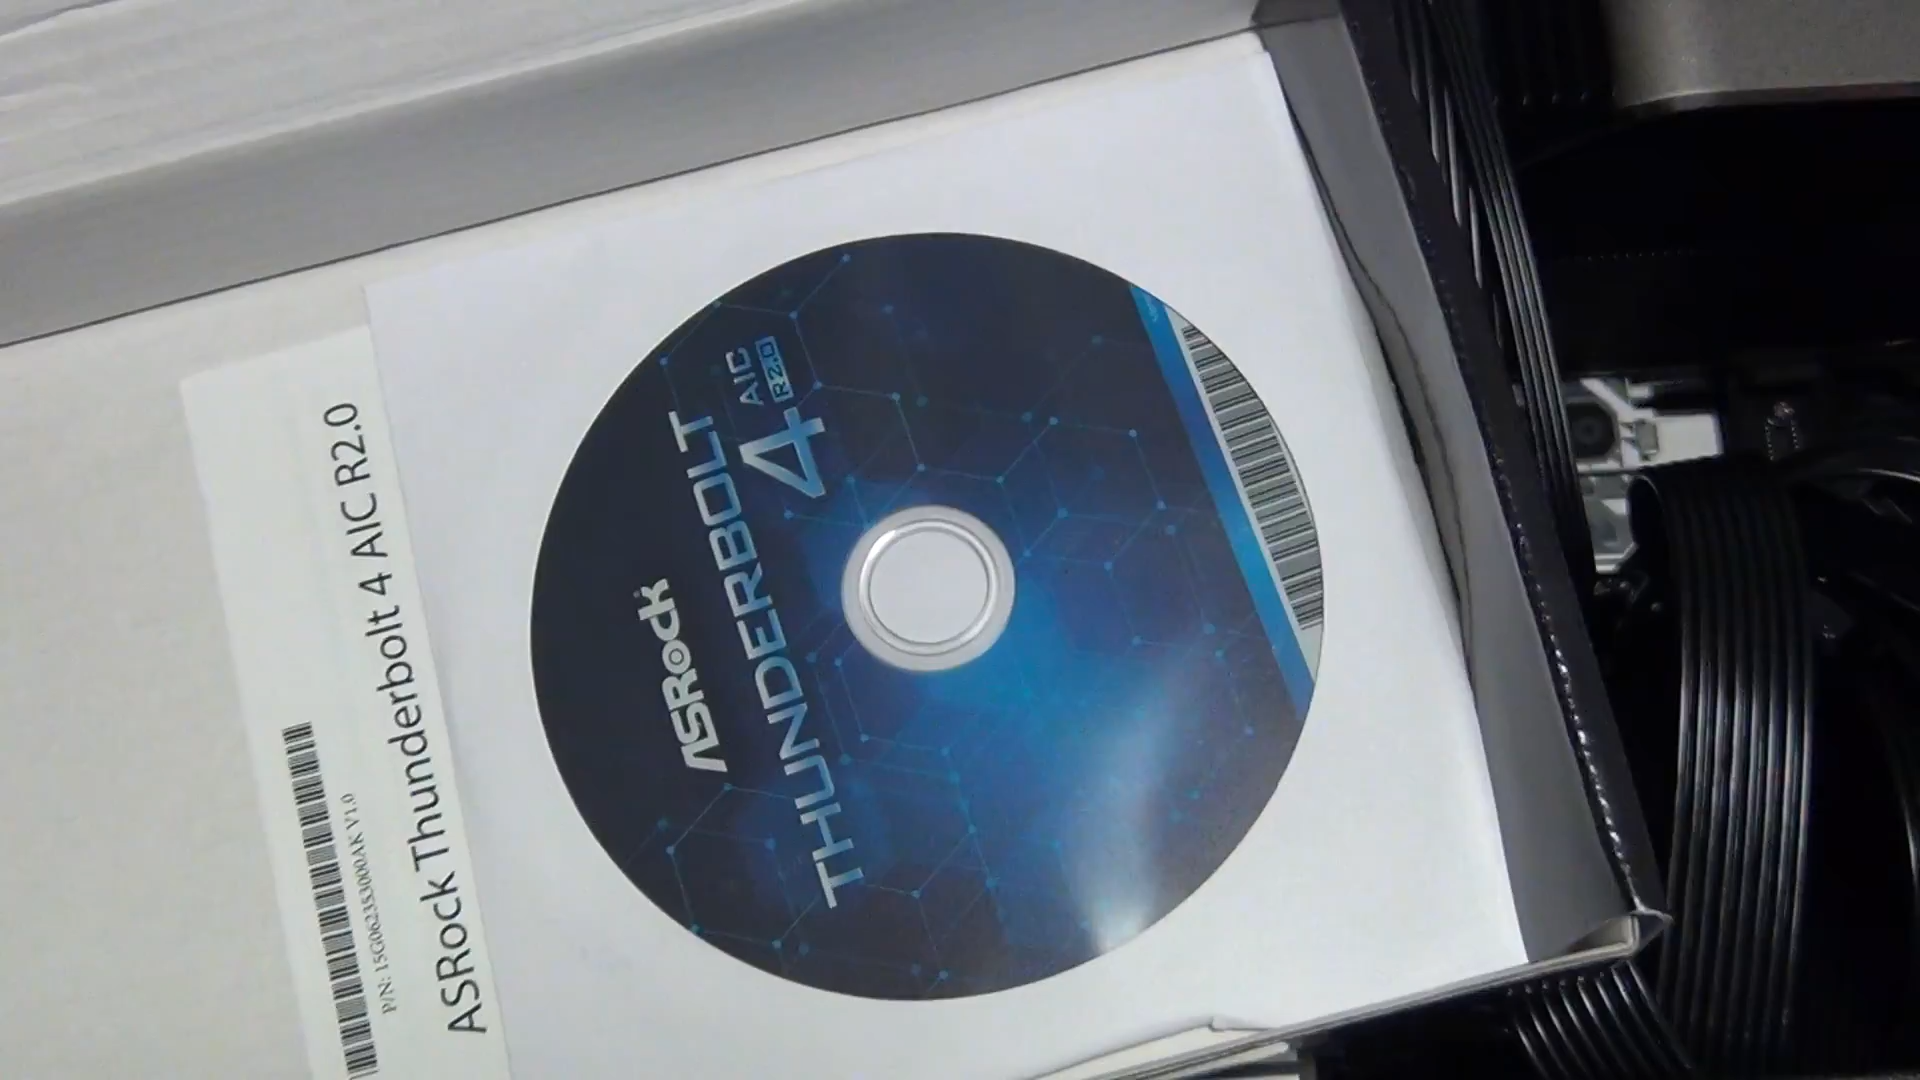 ASRock Thunderbolt 4 AIC R2.0
P/N: 15G062353000AK V1.0
ASRock
THUNDERBOLT
4 AIC
R2.0